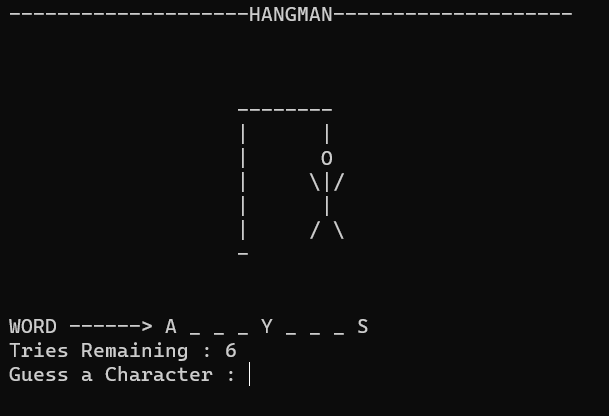 --------------------HANGMAN--------------------
--------
|      |
|      O
|     \|/
|      |
|     / \
-
WORD ------> A _ _ _ Y _ _ _ S
Tries Remaining : 6
Guess a Character :